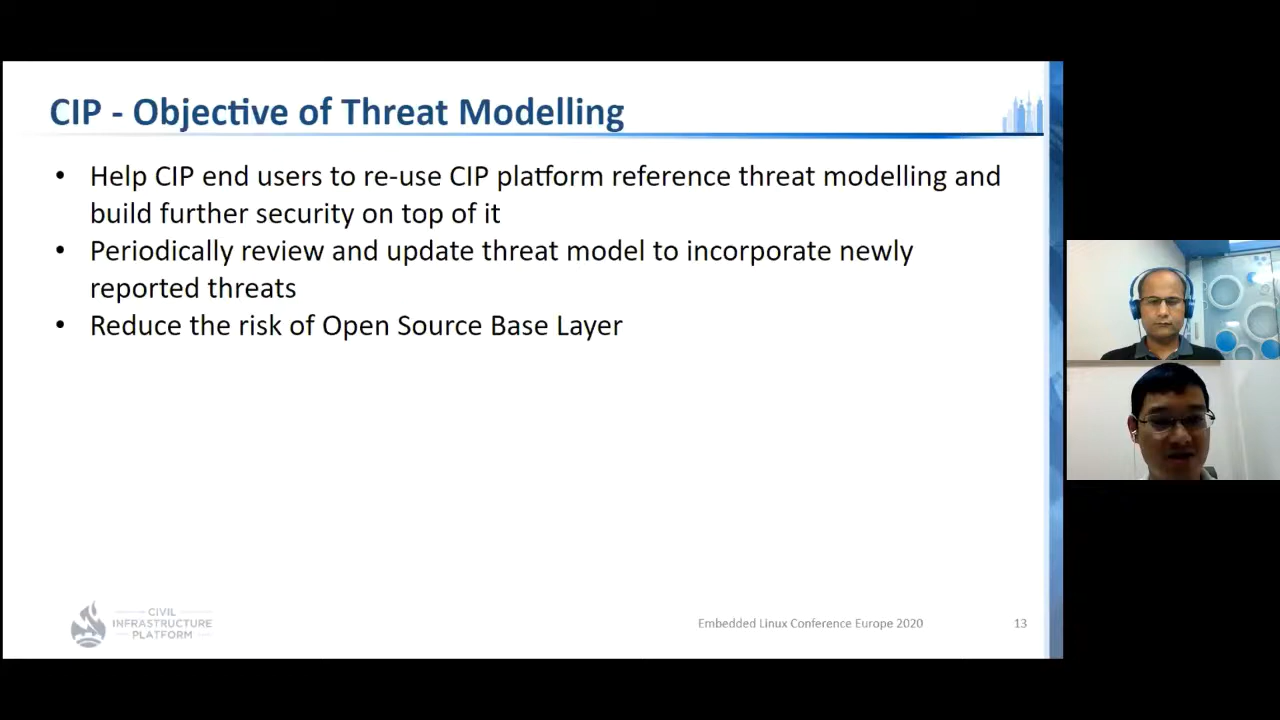 CIP - Objective of Threat Modelling
• Help CIP end users to re-use CIP platform reference threat modelling and
build further security on top of it
• Periodically review and update threat model to incorporate newly
reported threats
• Reduce the risk of Open Source Base Layer
CIVIL
INFRASTRUCTURE
PLATFORM
Embedded Linux Conference Europe 2020
13